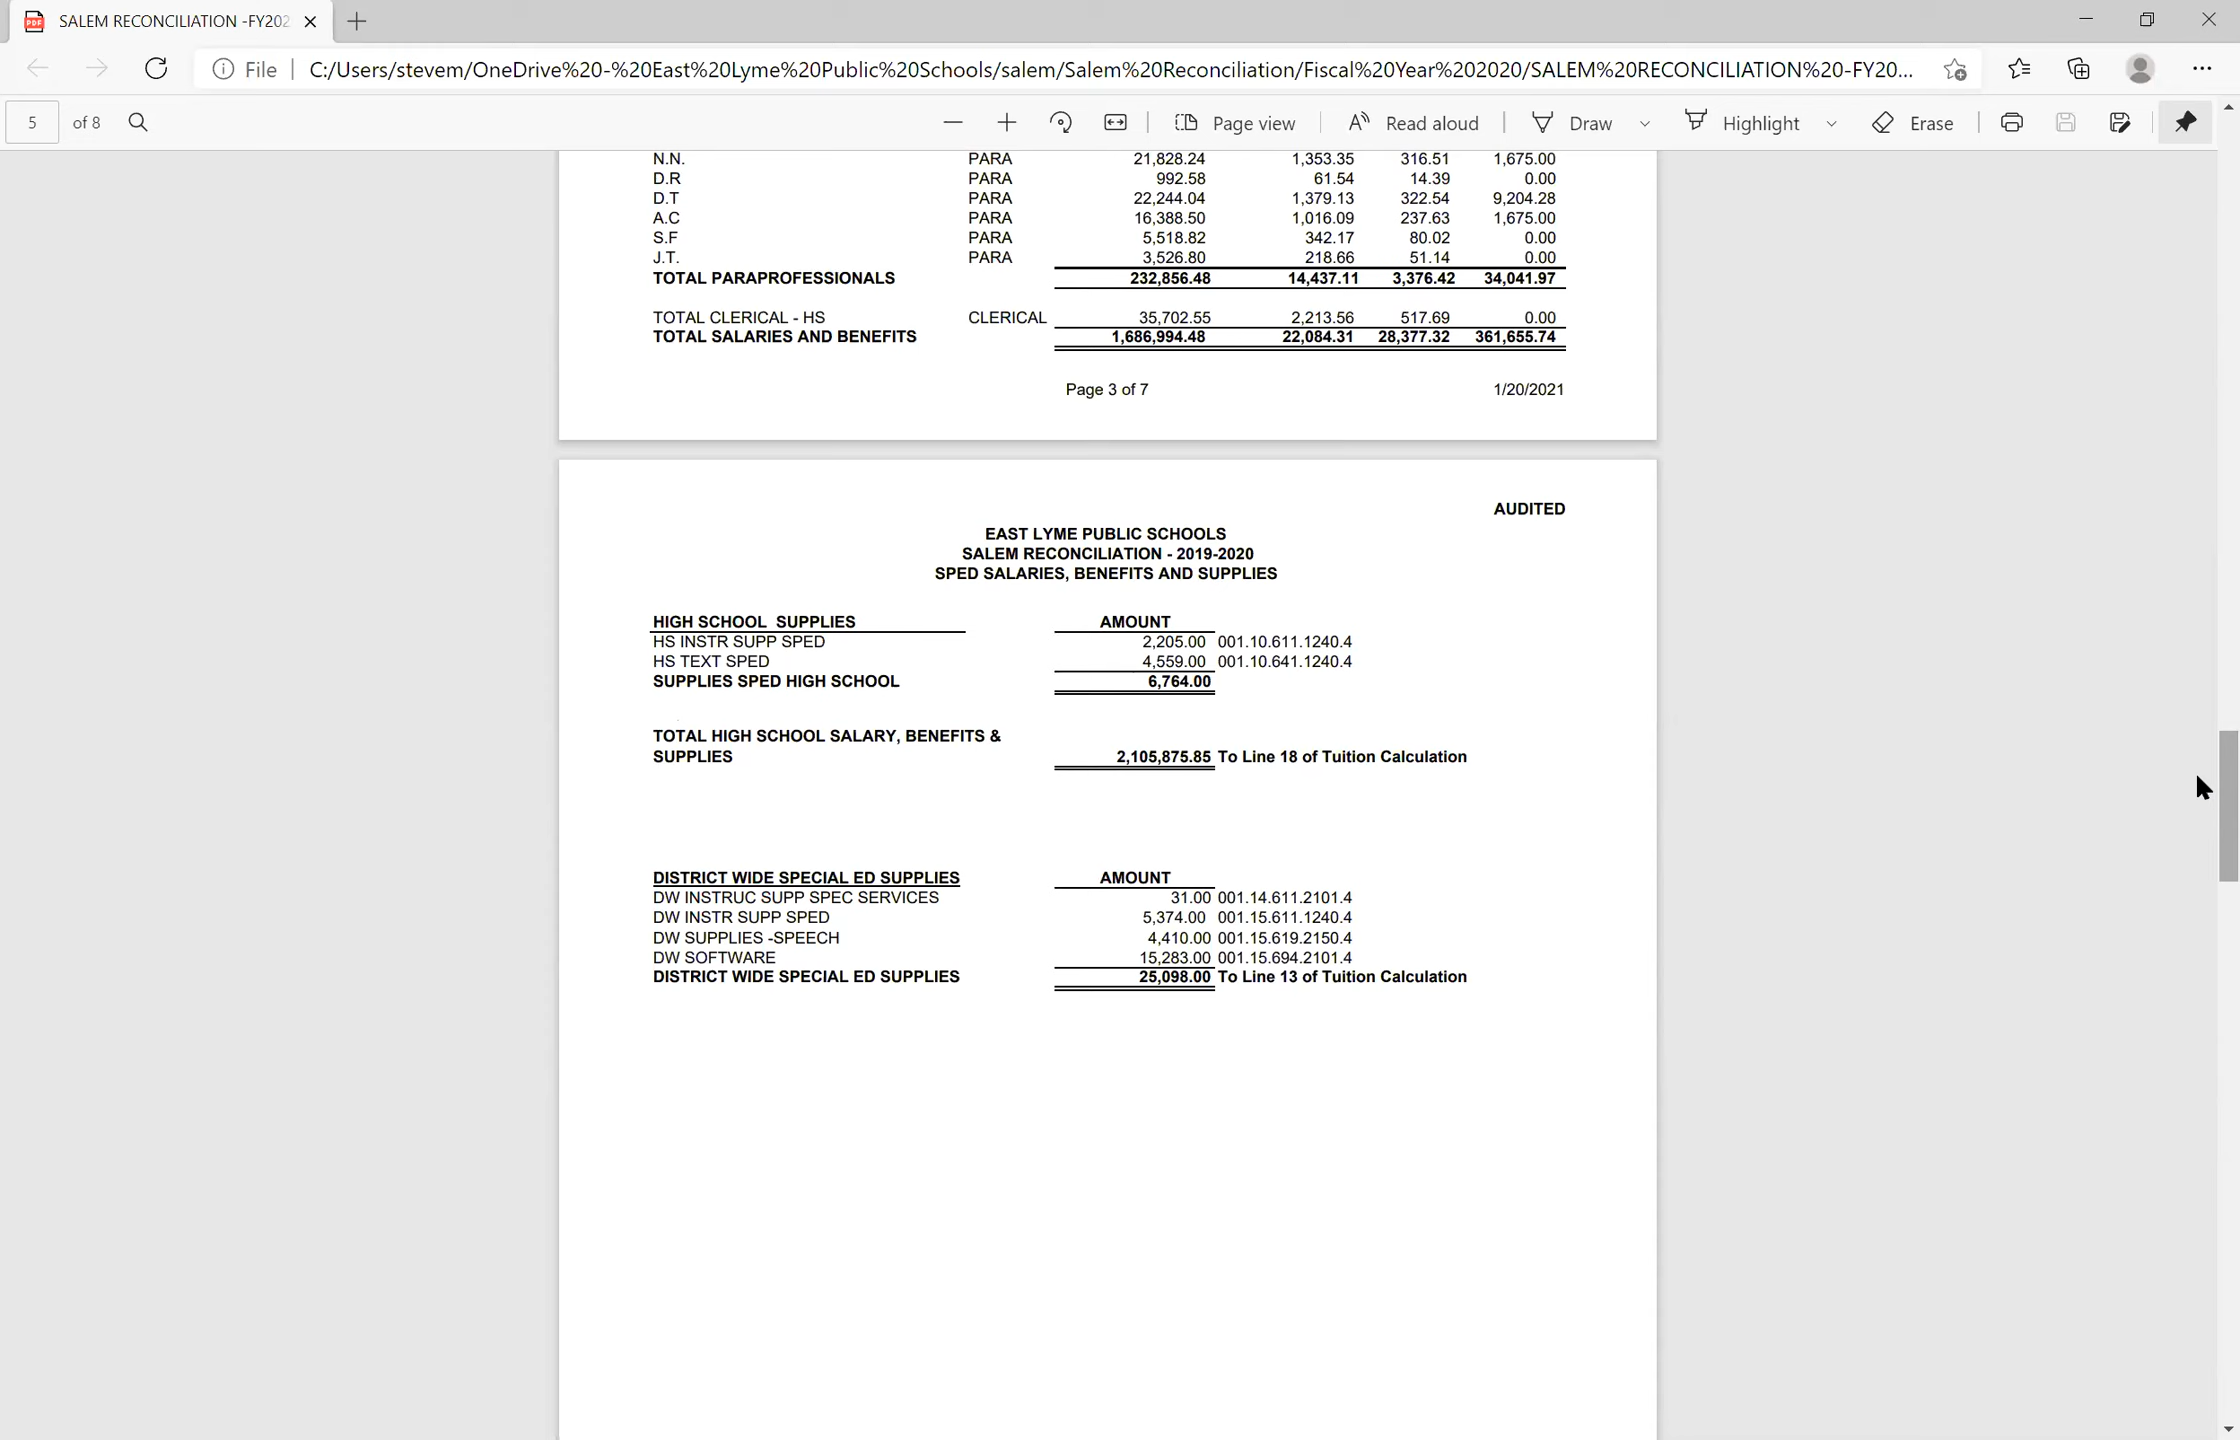 SALEM RECONCILIATION -FY202
File C:/Users/stevem/OneDrive%20-%20East%20Lyme%20Public%20Schools/salem/Salem%20Reconciliation/Fiscal%20Year%202020/SALEM%20RECONCILIATION%20-FY20...
5 of 8 Page view Read aloud Draw Highlight Erase
N.N. PARA 21,828.24 1,353.35 316.51 1,675.00
D.R PARA 992.58 61.54 14.39 0.00
D.T PARA 22,244.04 1,379.13 322.54 9,204.28
A.C PARA 16,388.50 1,016.09 237.63 1,675.00
S.F PARA 5,518.82 342.17 80.02 0.00
J.T. PARA 3,526.80 218.66 51.14 0.00
TOTAL PARAPROFESSIONALS 232,856.48 14,437.11 3,376.42 34,041.97
TOTAL CLERICAL - HS CLERICAL 35,702.55 2,213.56 517.69 0.00
TOTAL SALARIES AND BENEFITS 1,686,994.48 22,084.31 28,377.32 361,655.74
Page 3 of 7 1/20/2021
AUDITED
EAST LYME PUBLIC SCHOOLS
SALEM RECONCILIATION - 2019-2020
SPED SALARIES, BENEFITS AND SUPPLIES
HIGH SCHOOL SUPPLIES AMOUNT
HS INSTR SUPP SPED 2,205.00 001.10.611.1240.4
HS TEXT SPED 4,559.00 001.10.641.1240.4
SUPPLIES SPED HIGH SCHOOL 6,764.00
TOTAL HIGH SCHOOL SALARY, BENEFITS &
SUPPLIES 2,105,875.85 To Line 18 of Tuition Calculation
DISTRICT WIDE SPECIAL ED SUPPLIES AMOUNT
DW INSTRUC SUPP SPEC SERVICES 31.00 001.14.611.2101.4
DW INSTR SUPP SPED 5,374.00 001.15.611.1240.4
DW SUPPLIES -SPEECH 4,410.00 001.15.619.2150.4
DW SOFTWARE 15,283.00 001.15.694.2101.4
DISTRICT WIDE SPECIAL ED SUPPLIES 25,098.00 To Line 13 of Tuition Calculation